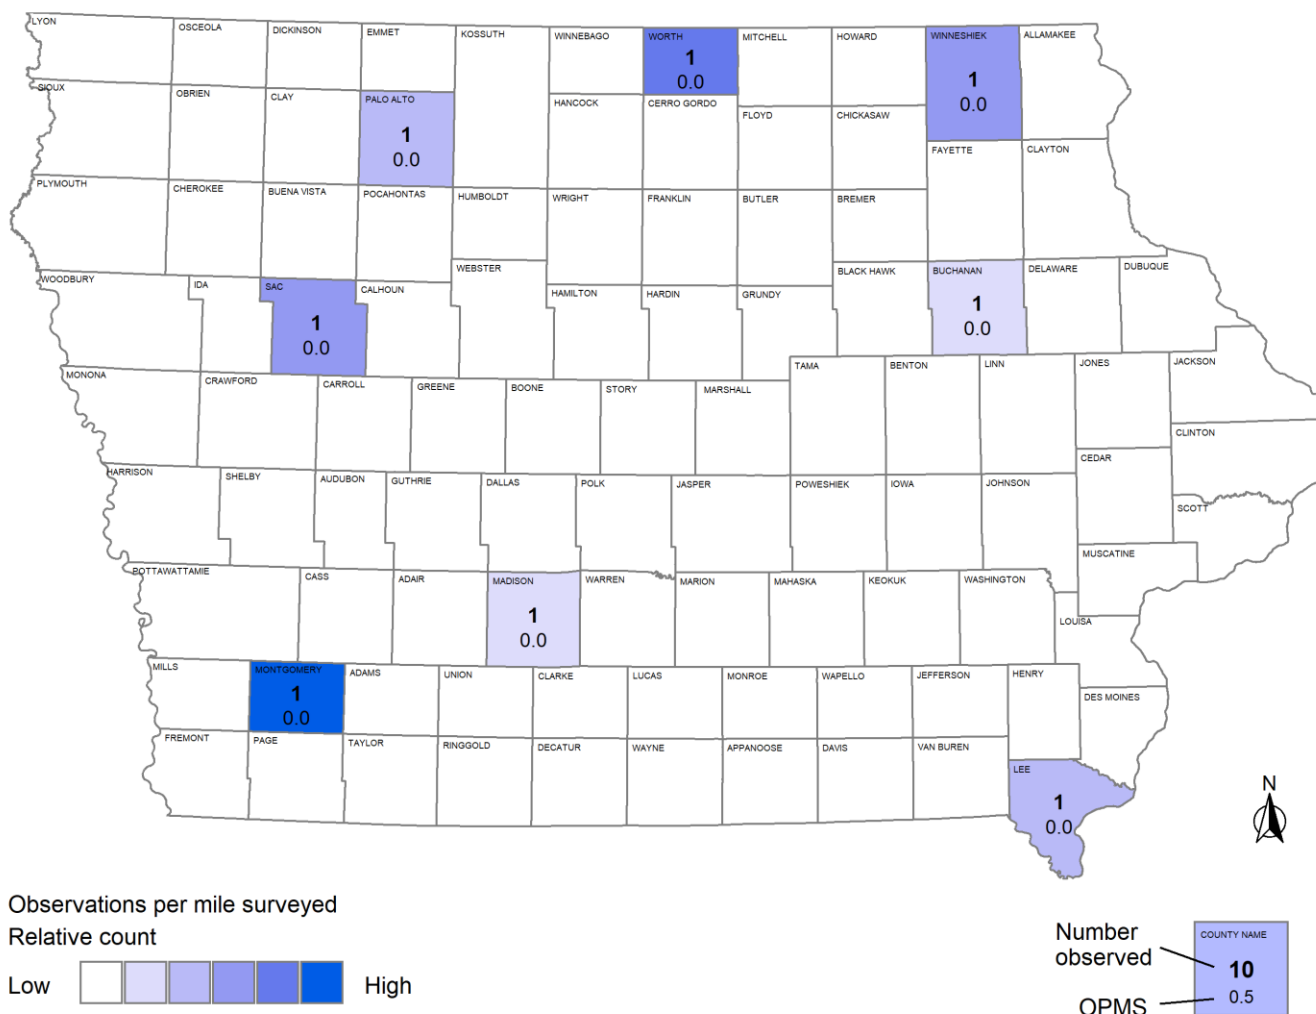 LYON
OSCEOLA
DICKINSON
EMMET
KOSSUTH
WINNEBAGO
WORTH
1
0.0
MITCHELL
HOWARD
WINNESHIEK
1
0.0
ALLAMAKEE
SIOUX
OBRIEN
CLAY
PALO ALTO
1
0.0
HANCOCK
CERRO GORDO
FLOYD
CHICKASAW
FAYETTE
CLAYTON
PLYMOUTH
CHEROKEE
BUENA VISTA
POCAHONTAS
HUMBOLDT
WRIGHT
FRANKLIN
BUTLER
BREMER
WOODBURY
IDA
SAC
1
0.0
CALHOUN
WEBSTER
HAMILTON
HARDIN
GRUNDY
BLACK HAWK
BUCHANAN
1
0.0
DELAWARE
DUBUQUE
MONONA
CRAWFORD
CARROLL
GREENE
BOONE
STORY
MARSHALL
TAMA
BENTON
LINN
JONES
JACKSON
CLINTON
CEDAR
HARRISON
SHELBY
AUDUBON
GUTHRIE
DALLAS
POLK
JASPER
POWESHIEK
IOWA
JOHNSON
SCOTT
MUSCATINE
POTTAWATTAMIE
CASS
ADAIR
MADISON
1
0.0
WARREN
MARION
MAHASKA
KEOKUK
WASHINGTON
LOUISA
MILLS
MONTGOMERY
1
0.0
ADAMS
UNION
CLARKE
LUCAS
MONROE
WAPELLO
JEFFERSON
HENRY
DES MOINES
FREMONT
PAGE
TAYLOR
RINGGOLD
DECATUR
WAYNE
APPANOOSE
DAVIS
VAN BUREN
LEE
1
0.0
N
Observations per mile surveyed
Relative count
Low
High
Number
observed
OPMS
COUNTY NAME
10
0.5